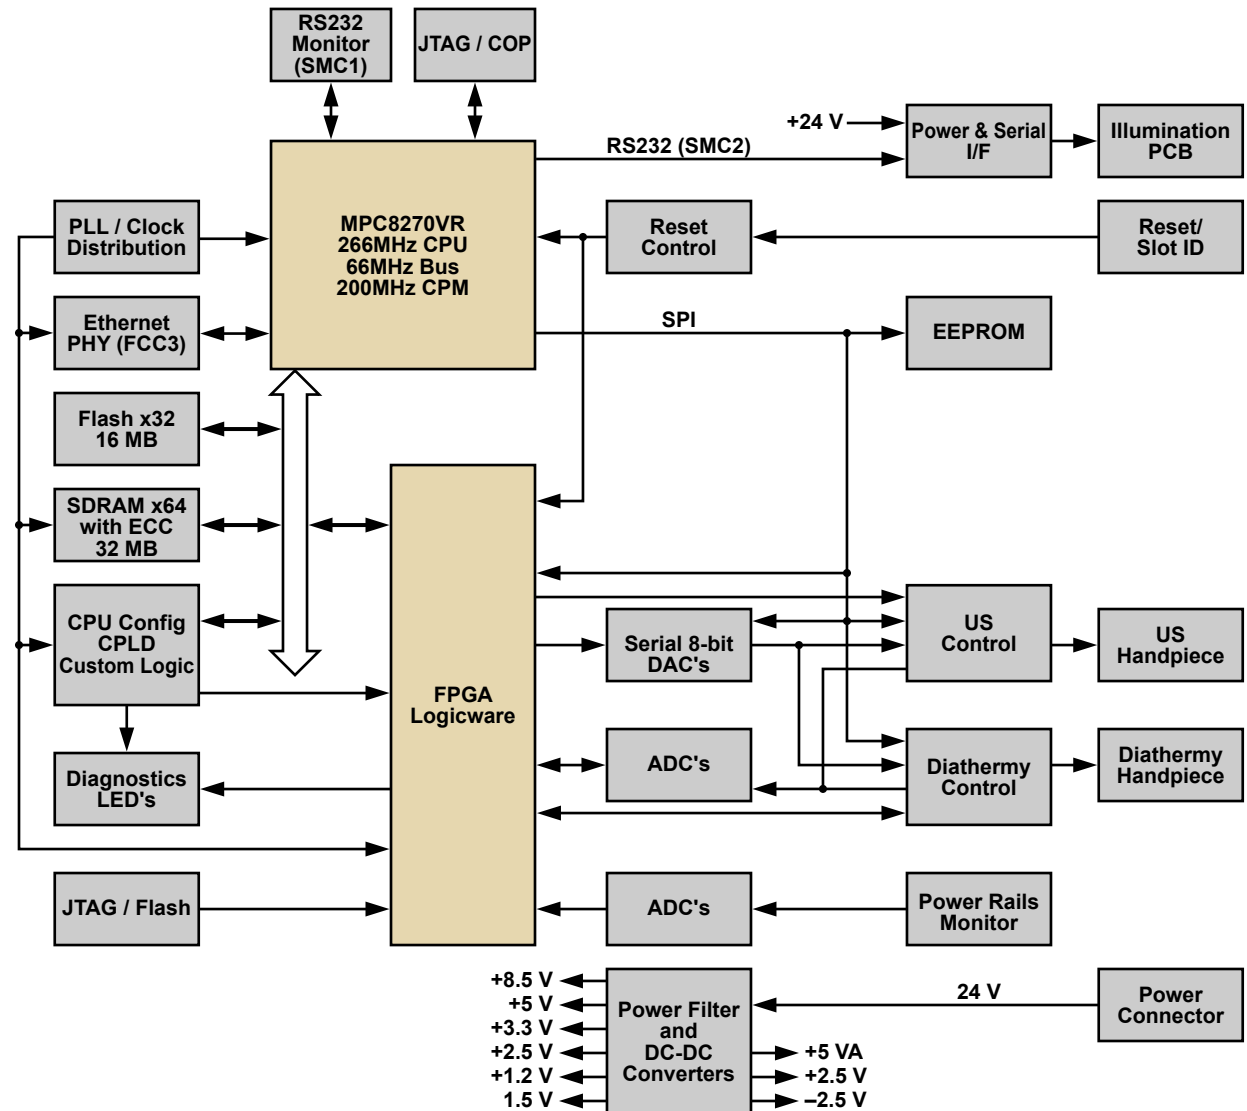 RS232
Monitor
(SMC1)
JTAG / COP
+24 V
Power & Serial
I/F
Illumination
PCB
RS232 (SMC2)
PLL / Clock
Distribution
MPC8270VR
266MHz CPU
66MHz Bus
200MHz CPM
Reset
Control
Reset/
Slot ID
Ethernet
PHY (FCC3)
SPI
EEPROM
Flash x32
16 MB
SDRAM x64
with ECC
32 MB
CPU Config
CPLD
Custom Logic
FPGA
Logicware
Serial 8-bit
DAC's
US
Control
US
Handpiece
Diagnostics
LED's
ADC's
Diathermy
Control
Diathermy
Handpiece
JTAG / Flash
ADC's
Power Rails
Monitor
+8.5 V
+5 V
+3.3 V
+2.5 V
+1.2 V
1.5 V
Power Filter
and
DC-DC
Converters
24 V
Power
Connector
+5 VA
+2.5 V
–2.5 V